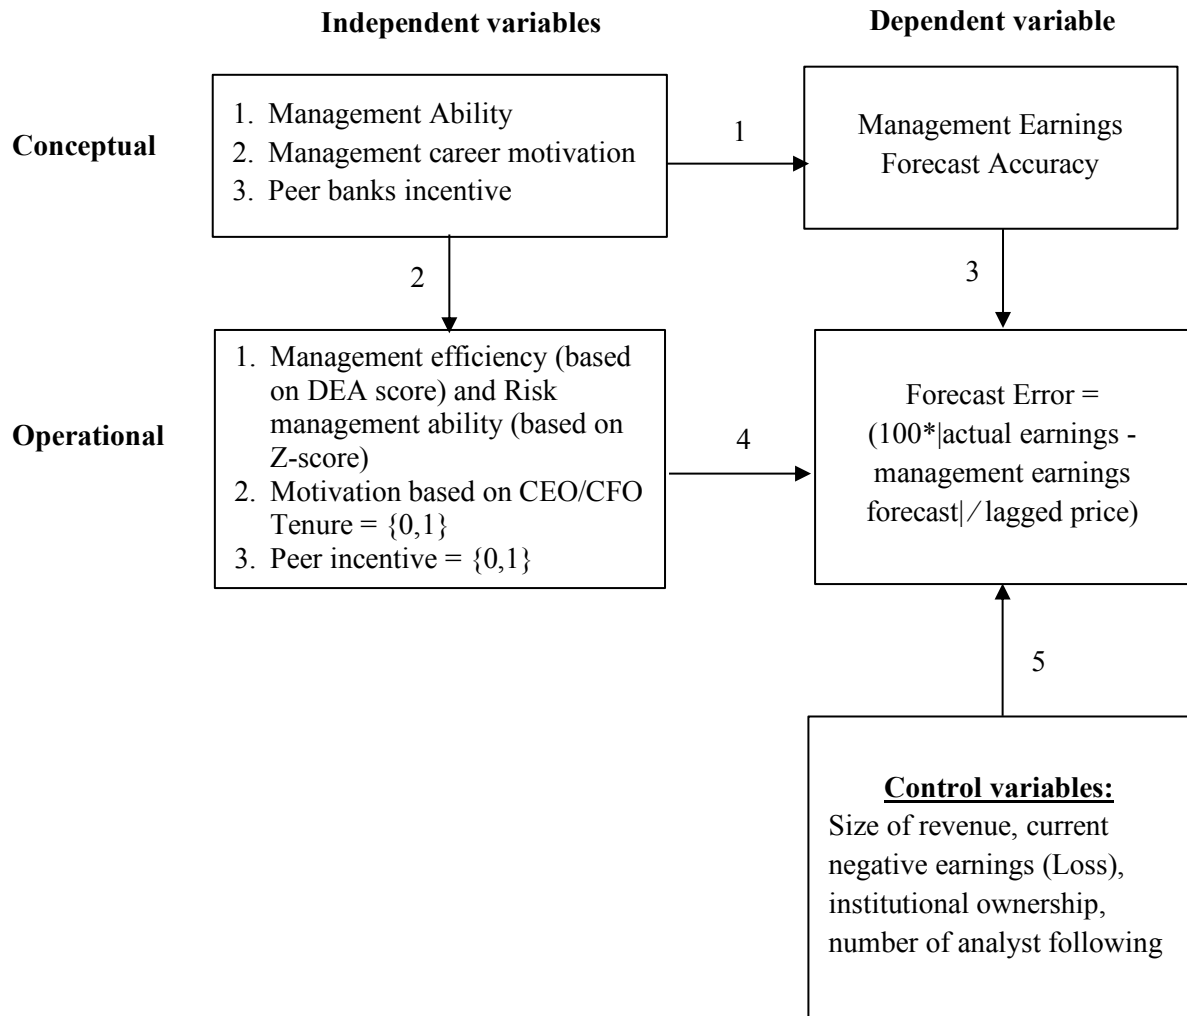 Independent variables
Dependent variable
Conceptual
1. Management Ability
2. Management career motivation
3. Peer banks incentive
1
Management Earnings
Forecast Accuracy
2
3
Operational
1. Management efficiency (based
on DEA score) and Risk
management ability (based on
Z-score)
2. Motivation based on CEO/CFO
Tenure = {0,1}
3. Peer incentive = {0,1}
4
Forecast Error =
(100*|actual earnings -
management earnings
forecast| ∕ lagged price)
5
Control variables:
Size of revenue, current
negative earnings (Loss),
institutional ownership,
number of analyst following